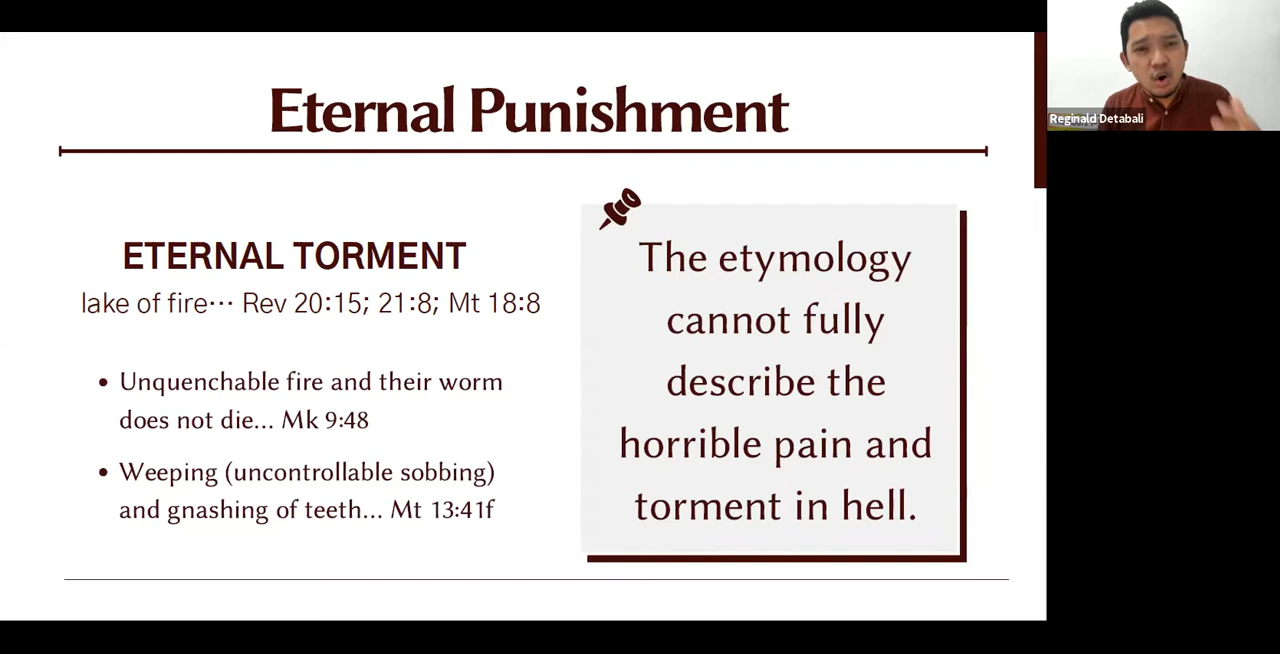 Eternal Punishment
ETERNAL TORMENT
lake of fire··· Rev 20:15; 21:8; Mt 18:8
• Unquenchable fire and their worm
does not die... Mk 9:48
• Weeping (uncontrollable sobbing)
and gnashing of teeth... Mt 13:41f
The etymology
cannot fully
describe the
horrible pain and
torment in hell.
Reginald Detabali